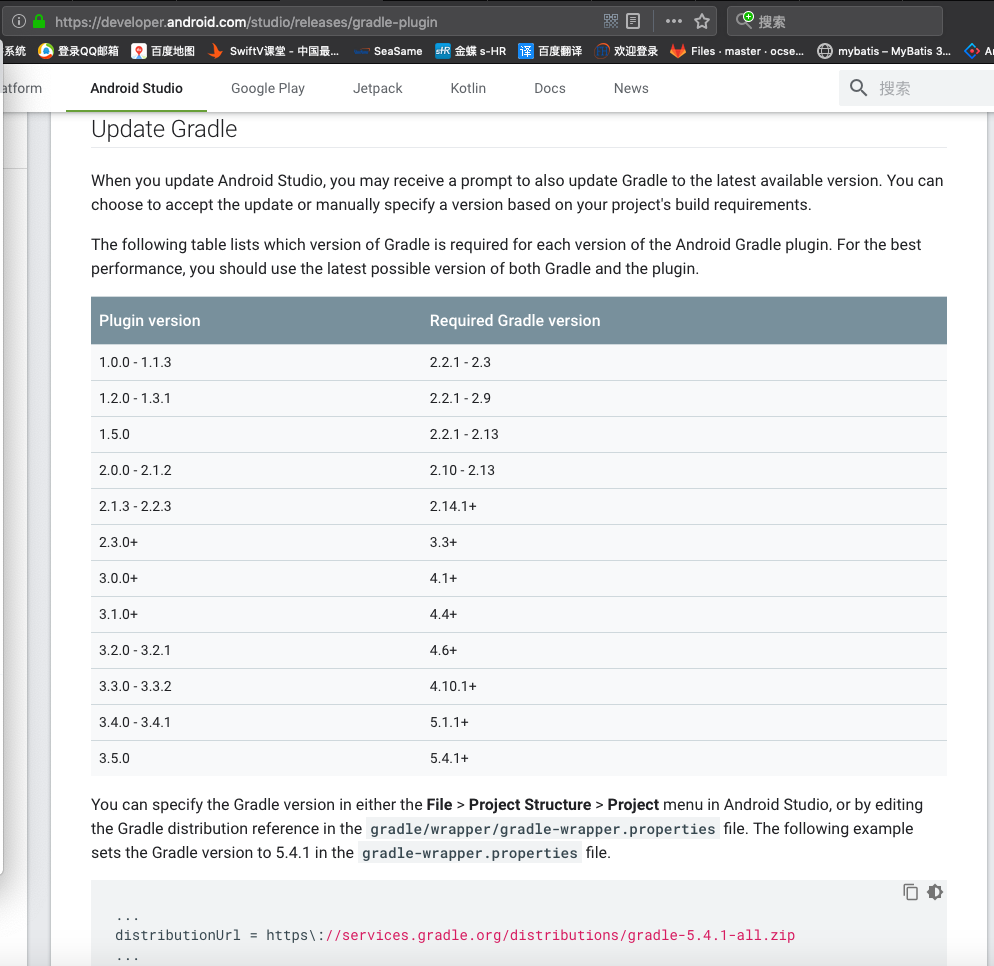 https://developer.android.com/studio/releases/gradle-plugin
搜索
系统 登录QQ邮箱 百度地图 SwiftV课堂 - 中国最... SeaSame sHR 金蝶 s-HR 译 百度翻译 欢迎登录 Files · master · ocse... mybatis – MyBatis 3...
atform Android Studio Google Play Jetpack Kotlin Docs News 搜索
Update Gradle
When you update Android Studio, you may receive a prompt to also update Gradle to the latest available version. You can
choose to accept the update or manually specify a version based on your project's build requirements.
The following table lists which version of Gradle is required for each version of the Android Gradle plugin. For the best
performance, you should use the latest possible version of both Gradle and the plugin.
Plugin version Required Gradle version
1.0.0 - 1.1.3 2.2.1 - 2.3
1.2.0 - 1.3.1 2.2.1 - 2.9
1.5.0 2.2.1 - 2.13
2.0.0 - 2.1.2 2.10 - 2.13
2.1.3 - 2.2.3 2.14.1+
2.3.0+ 3.3+
3.0.0+ 4.1+
3.1.0+ 4.4+
3.2.0 - 3.2.1 4.6+
3.3.0 - 3.3.2 4.10.1+
3.4.0 - 3.4.1 5.1.1+
3.5.0 5.4.1+
You can specify the Gradle version in either the File > Project Structure > Project menu in Android Studio, or by editing
the Gradle distribution reference in the gradle/wrapper/gradle-wrapper.properties file. The following example
sets the Gradle version to 5.4.1 in the gradle-wrapper.properties file.
...
distributionUrl = https\://services.gradle.org/distributions/gradle-5.4.1-all.zip
...